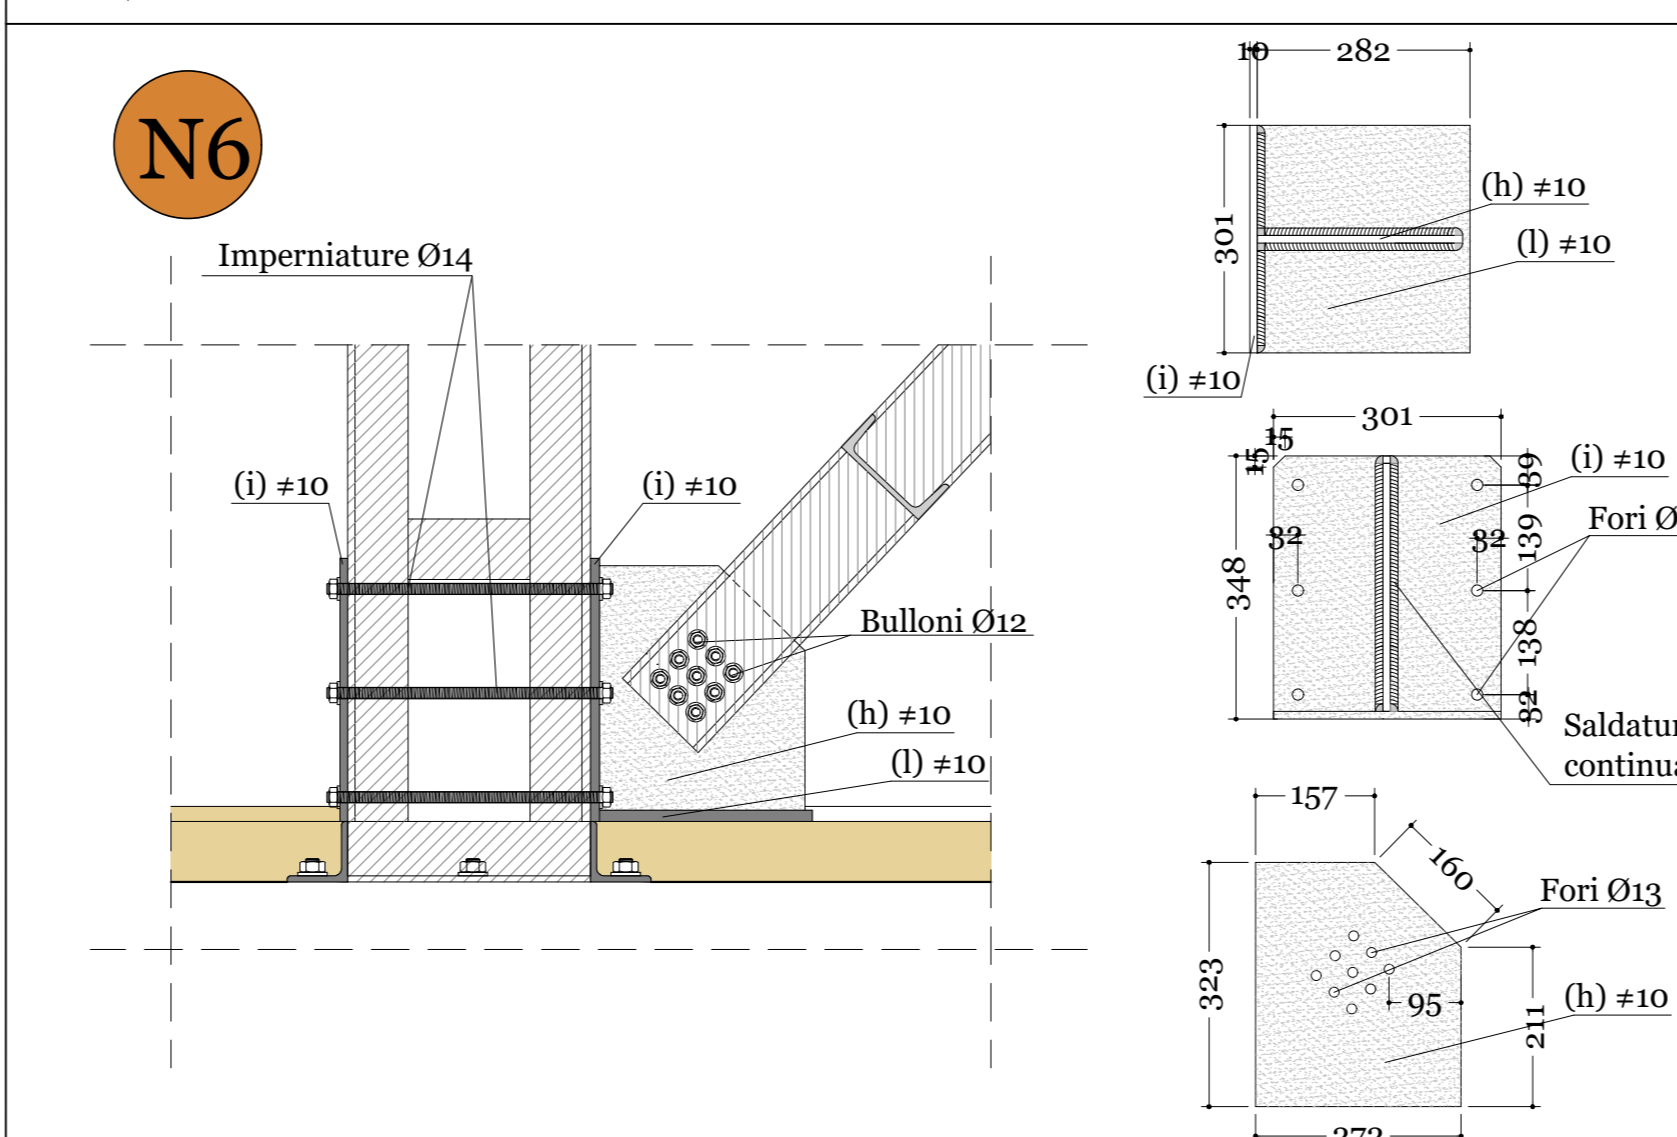 N6
Imperniature Ø14
(i) ≠10
(i) ≠10
Bulloni Ø12
(h) ≠10
(l) ≠10
10
282
301
(h) ≠10
(l) ≠10
(i) ≠10
301
15
15
39
(i) ≠10
Fori Ø
32
32
139
348
138
32
Saldatur
continua
157
160
Fori Ø13
323
95
211
(h) ≠10